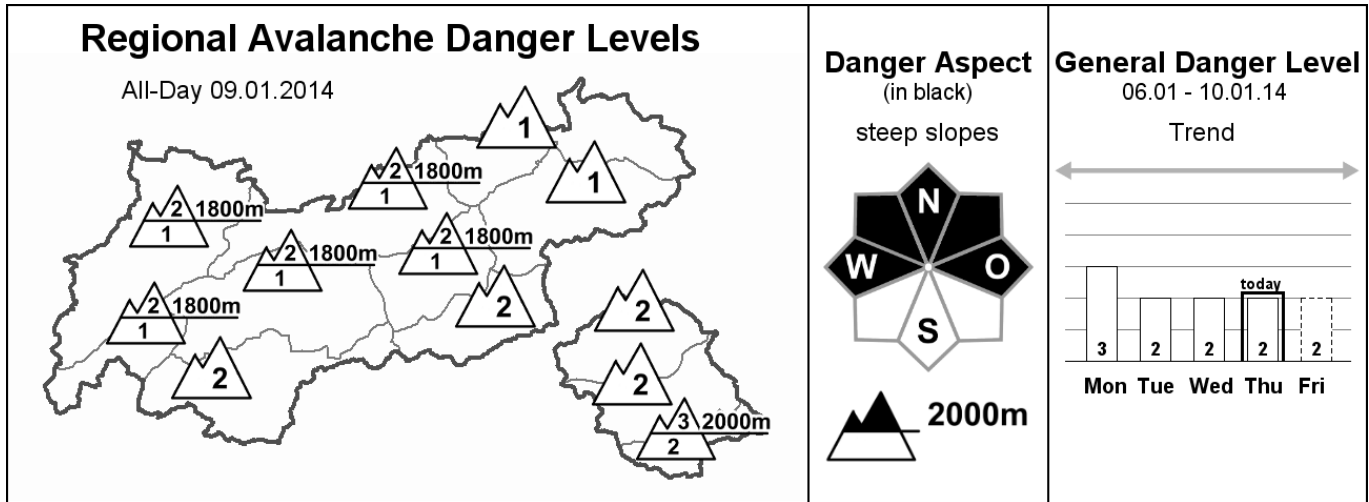 Regional Avalanche Danger Levels
All-Day 09.01.2014
1
1
2 1800m
1
2 1800m
1
2 1800m
1
2 1800m
1
2
2 1800m
1
2
2
2
3 2000m
2
Danger Aspect
(in black)
steep slopes
N
W O
S
2000m
General Danger Level
06.01 - 10.01.14
Trend
today
3 2 2 2 2
Mon Tue Wed Thu Fri